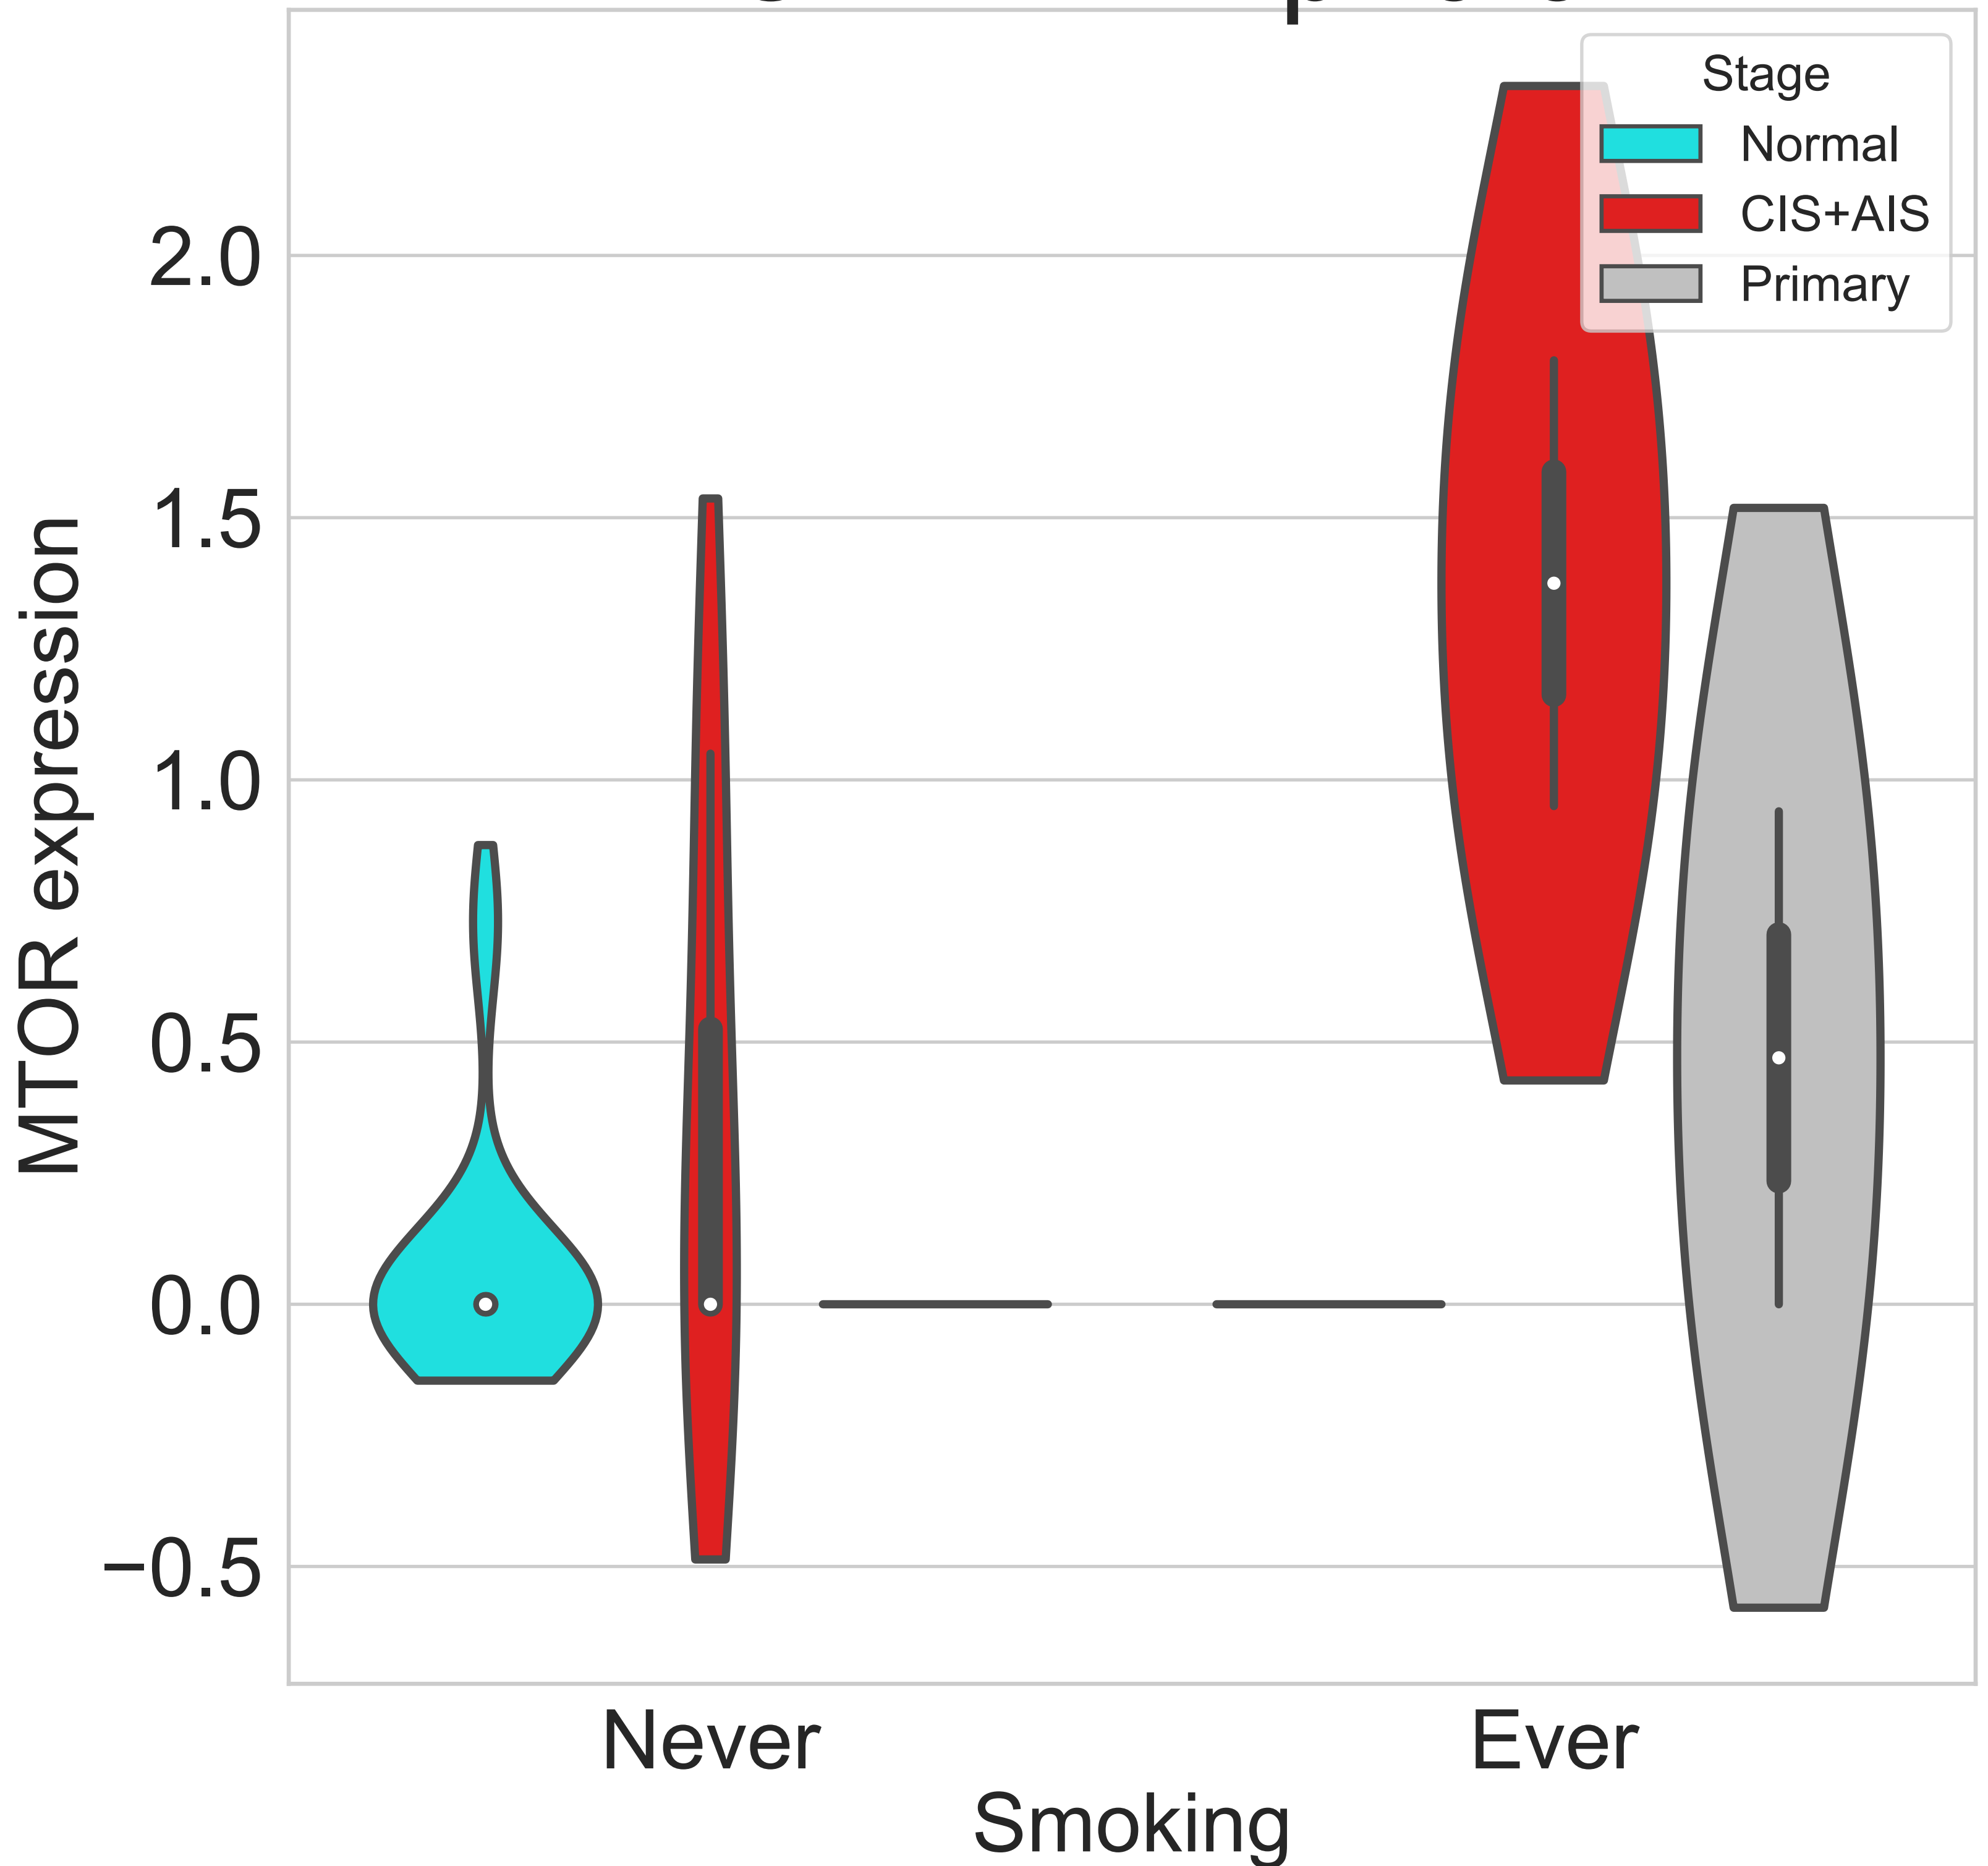 Stage
Normal
CIS+AIS
Primary
2.0
1.5
1.0
0.5
0.0
−0.5
MTOR expression
Never
Ever
Smoking